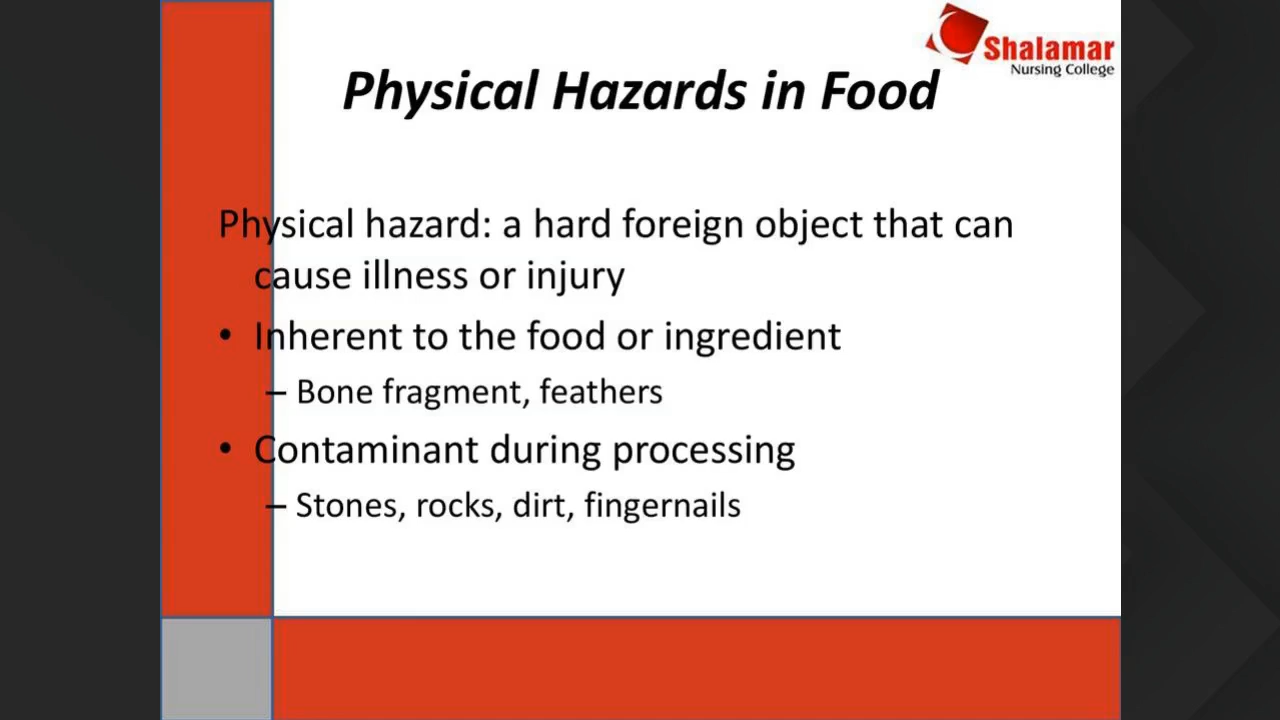 Shalamar
Nursing College
Physical Hazards in Food
Physical hazard: a hard foreign object that can
cause illness or injury
• Inherent to the food or ingredient
– Bone fragment, feathers
• Contaminant during processing
– Stones, rocks, dirt, fingernails